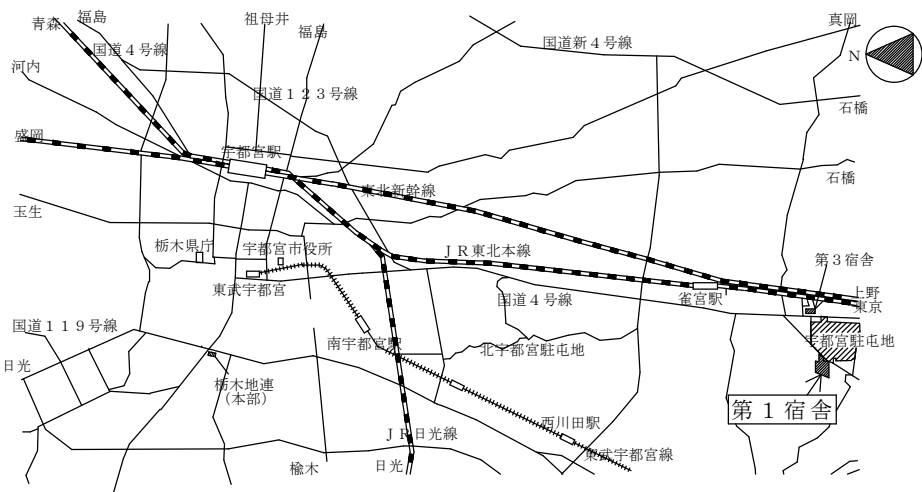 青森
福島
祖母井
福島
真岡
国道４号線
国道新４号線
N
河内
国道１２３号線
石橋
盛岡
宇都宮駅
東北新幹線
石橋
玉生
栃木県庁
宇都宮市役所
ＪＲ東北本線
第３宿舎
東武宇都宮
国道４号線
雀宮駅
上野
東京
国道１１９号線
南宇都宮駅
北宇都宮駐屯地
宇都宮駐屯地
日光
栃木地連
（本部）
第１宿舎
西川田駅
ＪＲ日光線
東武宇都宮線
楡木
日光